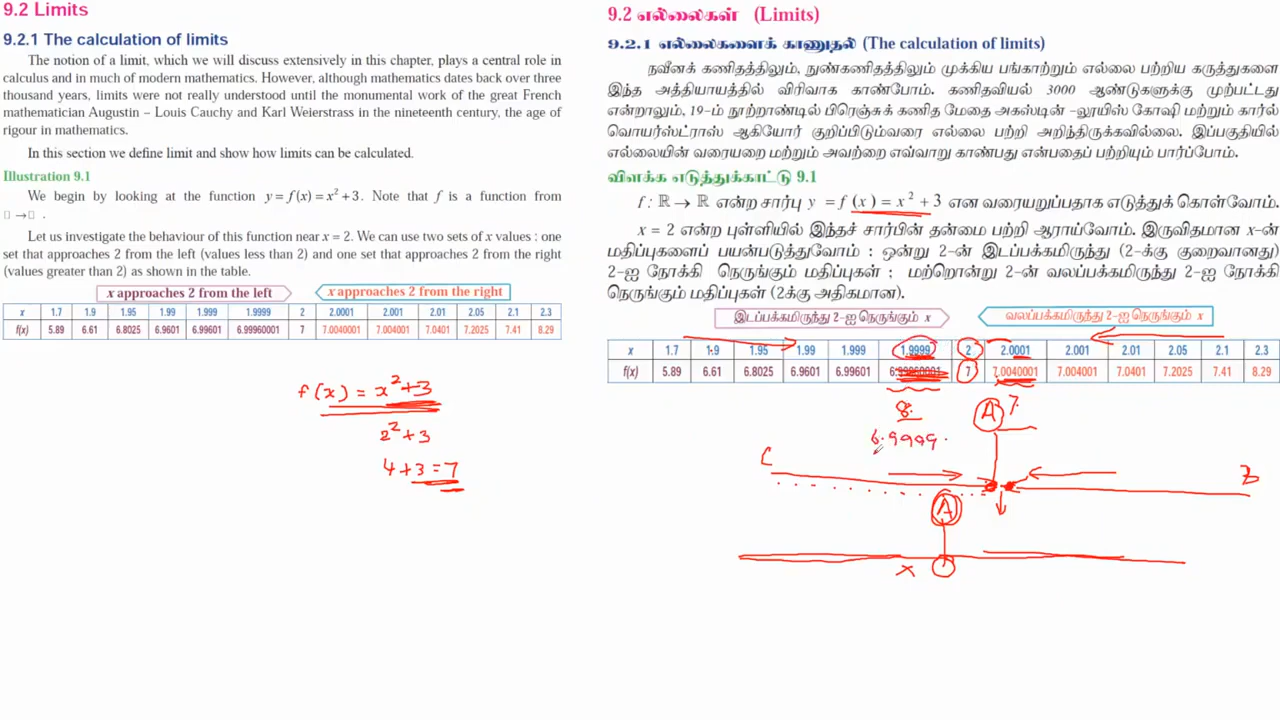 9.2 Limits
9.2.1 The calculation of limits
The notion of a limit, which we will discuss extensively in this chapter, plays a central role in
calculus and in much of modern mathematics. However, although mathematics dates back over three
thousand years, limits were not really understood until the monumental work of the great French
mathematician Augustin – Louis Cauchy and Karl Weierstrass in the nineteenth century, the age of
rigour in mathematics.
In this section we define limit and show how limits can be calculated.
Illustration 9.1
We begin by looking at the function y = f(x) = x² + 3. Note that f is a function from
□ → □ .
Let us investigate the behaviour of this function near x = 2. We can use two sets of x values : one
set that approaches 2 from the left (values less than 2) and one set that approaches 2 from the right
(values greater than 2) as shown in the table.
x approaches 2 from the left x approaches 2 from the right
x 1.7 1.9 1.95 1.99 1.999 1.9999 2 2.0001 2.001 2.01 2.05 2.1 2.3
f(x) 5.89 6.61 6.8025 6.9601 6.99601 6.99960001 7 7.0040001 7.004001 7.0401 7.2025 7.41 8.29
f(x) = x²+3
2²+3
4+3=7
9.2 எல்லைகள் (Limits)
9.2.1 எல்லைகளைக் காணுதல் (The calculation of limits)
நவீனக் கணிதத்திலும், நுண்கணிதத்திலும் முக்கிய பங்காற்றும் எல்லை பற்றிய கருத்துகளை
இந்த அத்தியாயத்தில் விரிவாக காண்போம். கணிதவியல் 3000 ஆண்டுகளுக்கு முற்பட்டது
என்றாலும், 19-ம் நூற்றாண்டில் பிரெஞ்சுக் கணித மேதை அகஸ்டின் –லூயிஸ் கோஷி மற்றும் கார்ல்
வொயர்ஸ்ட்ராஸ் ஆகியோர் குறிப்பிடும்வரை எல்லை பற்றி அறிந்திருக்கவில்லை. இப்பகுதியில்
எல்லையின் வரையறை மற்றும் அவற்றை எவ்வாறு காண்பது என்பதைப் பற்றியும் பார்ப்போம்.
விளக்க எடுத்துக்காட்டு 9.1
f : ℝ → ℝ என்ற சார்பு y = f (x) = x² + 3 என வரையறுப்பதாக எடுத்துக் கொள்வோம்.
x = 2 என்ற புள்ளியில் இந்தச் சார்பின் தன்மை பற்றி ஆராய்வோம். இருவிதமான x-ன்
மதிப்புகளைப் பயன்படுத்துவோம் : ஒன்று 2-ன் இடப்பக்கமிருந்து (2-க்கு குறைவானது)
2-ஐ நோக்கி நெருங்கும் மதிப்புகள் ; மற்றொன்று 2-ன் வலப்பக்கமிருந்து 2-ஐ நோக்கி
நெருங்கும் மதிப்புகள் (2க்கு அதிகமான).
இடப்பக்கமிருந்து 2-ஐ நெருங்கும் x வலப்பக்கமிருந்து 2-ஐ நெருங்கும் x
x 1.7 1.9 1.95 1.99 1.999 1.9999 2 2.0001 2.001 2.01 2.05 2.1 2.3
f(x) 5.89 6.61 6.8025 6.9601 6.99601 7 7.0040001 7.004001 7.0401 7.2025 7.41 8.29
8. A 7
6.9999.
A
x